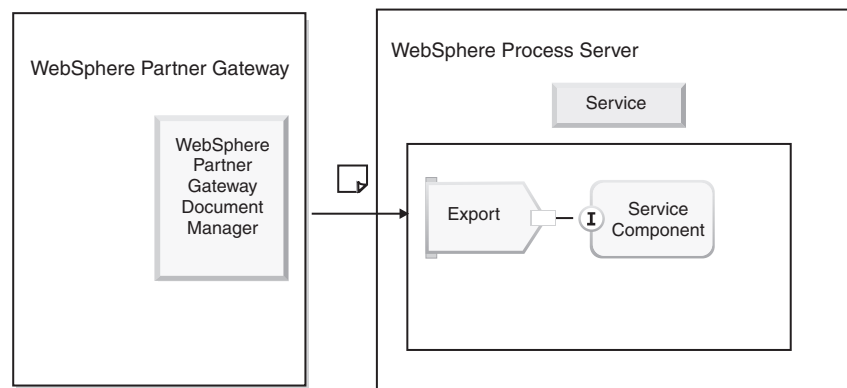 WebSphere Partner Gateway
WebSphere
Partner
Gateway
Document
Manager
WebSphere Process Server
Service
Export
I
Service
Component